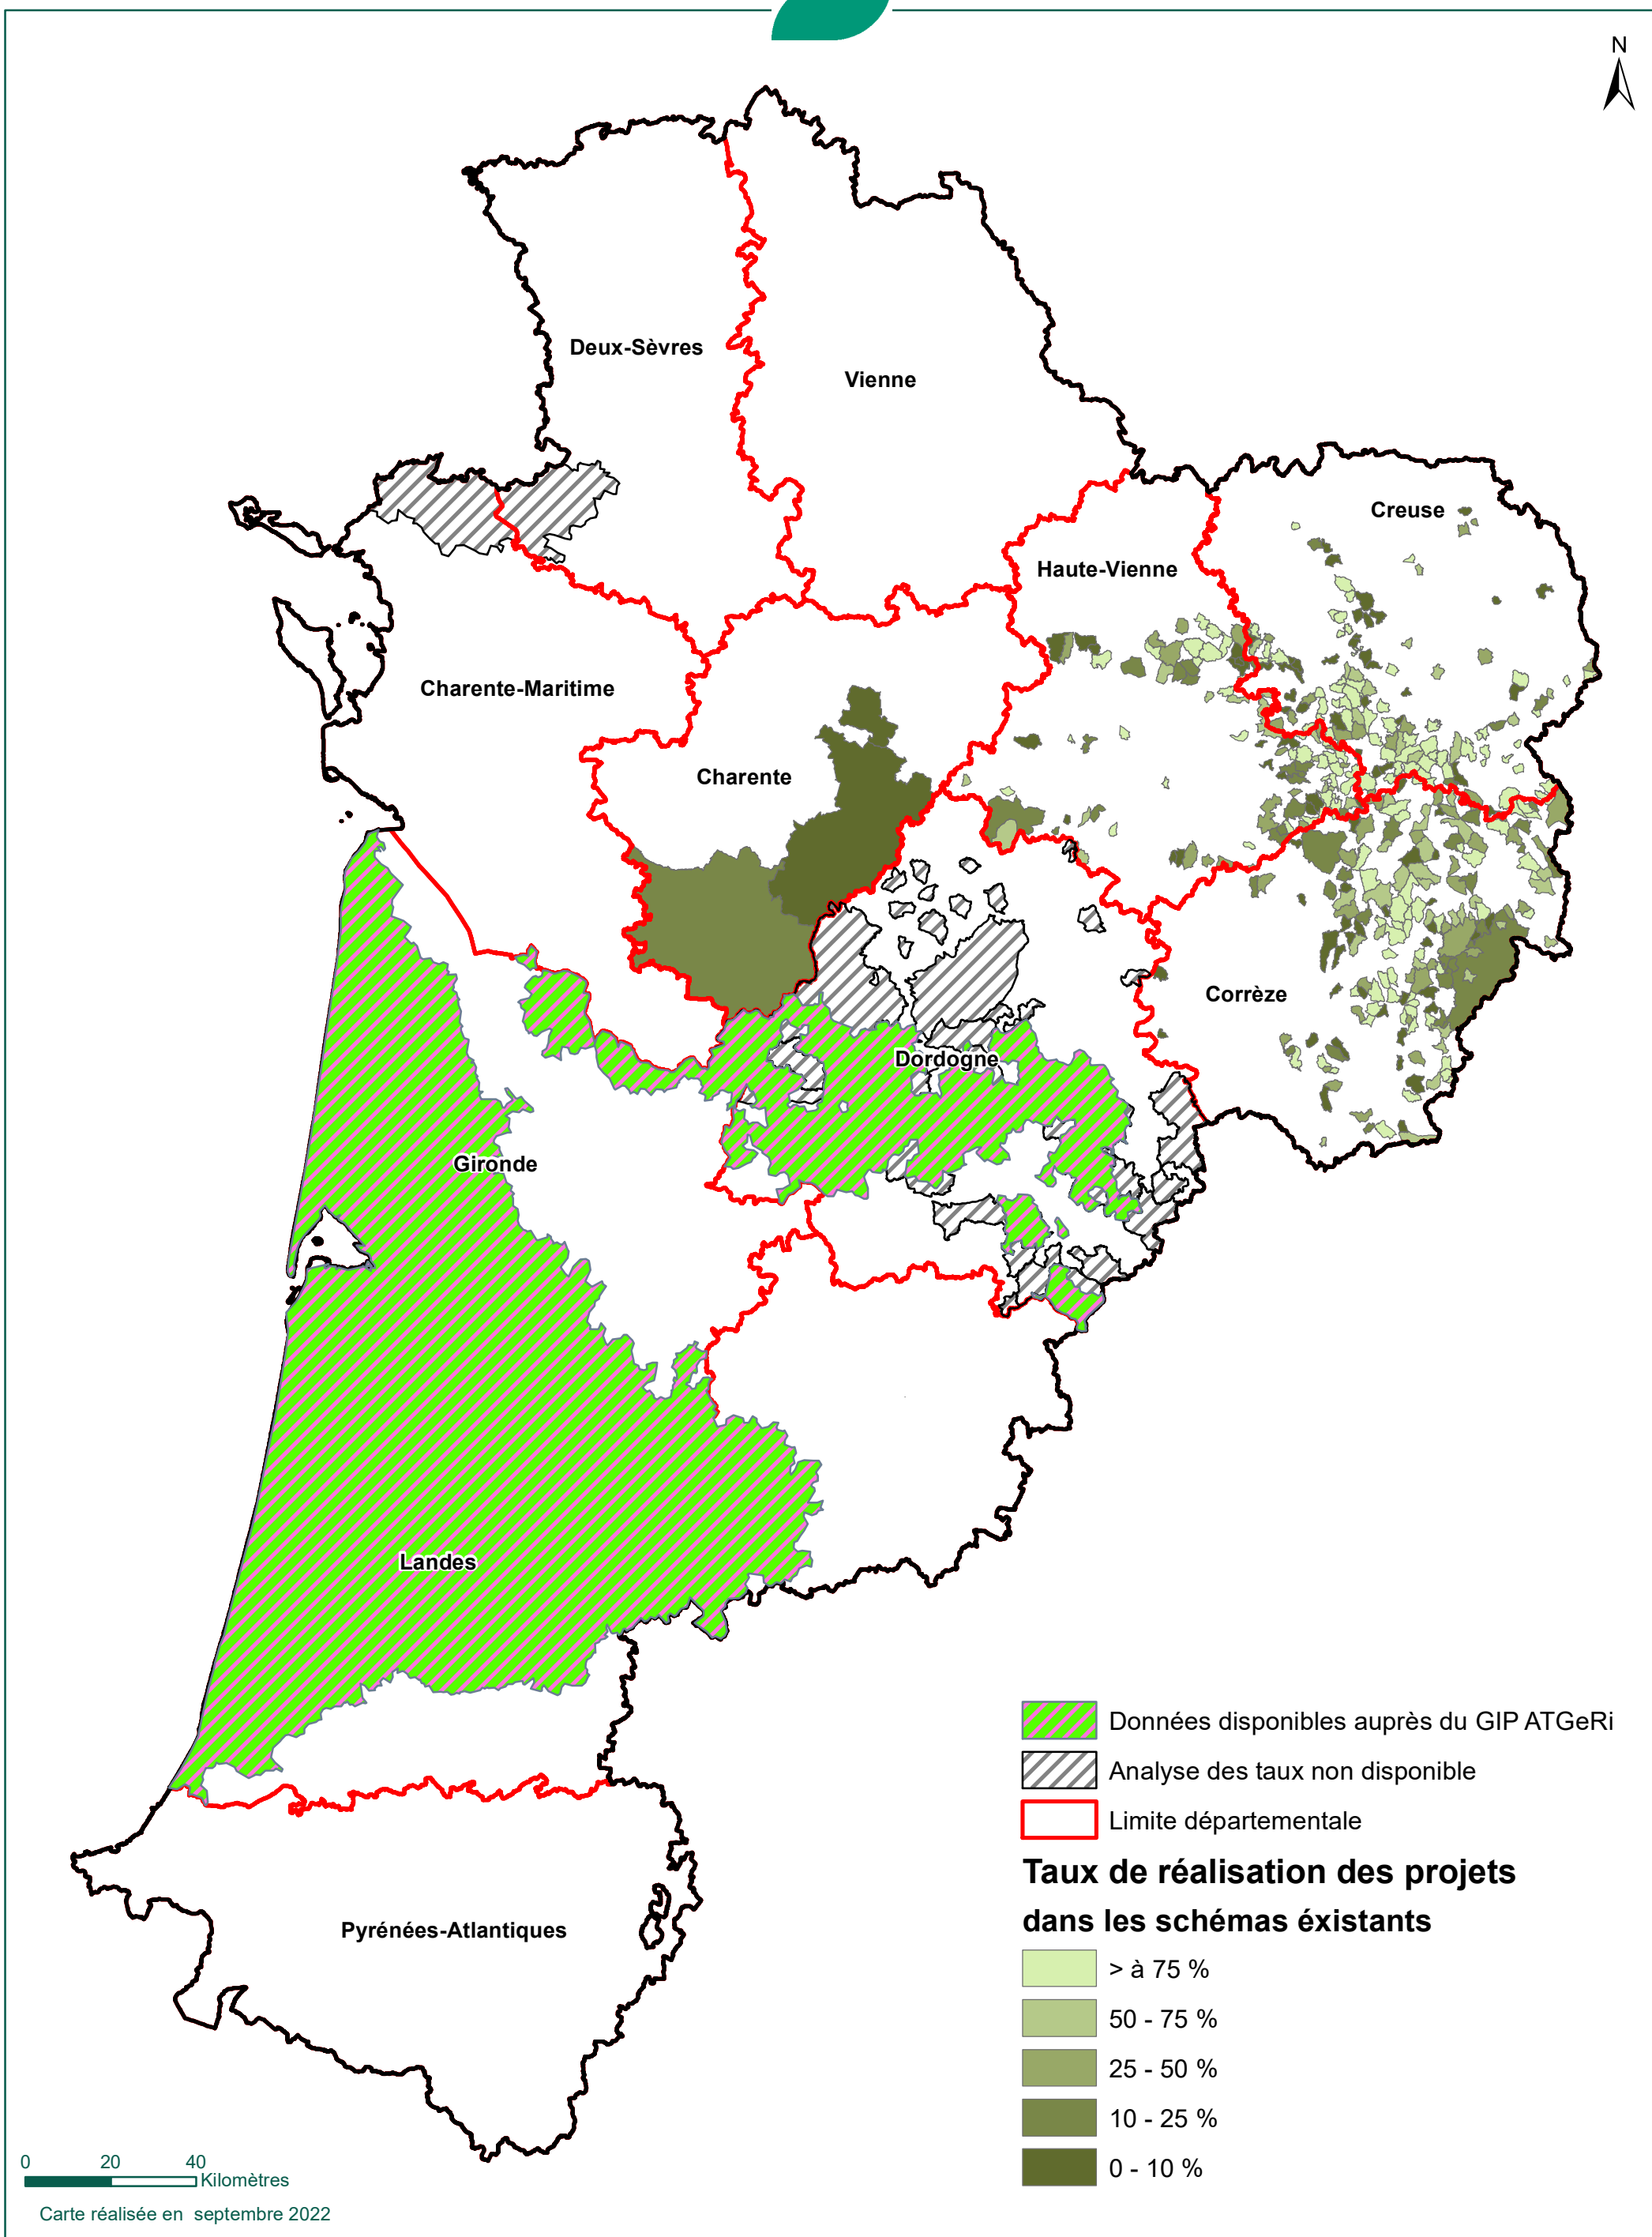 N
Deux-Sèvres
Vienne
Creuse
Haute-Vienne
Charente-Maritime
Charente
Corrèze
Dordogne
Gironde
Landes
Pyrénées-Atlantiques
Données disponibles auprès du GIP ATGeRi
Analyse des taux non disponible
Limite départementale
Taux de réalisation des projets
dans les schémas éxistants
> à 75 %
50 - 75 %
25 - 50 %
10 - 25 %
0 - 10 %
0 20 40
Kilomètres
Carte réalisée en septembre 2022